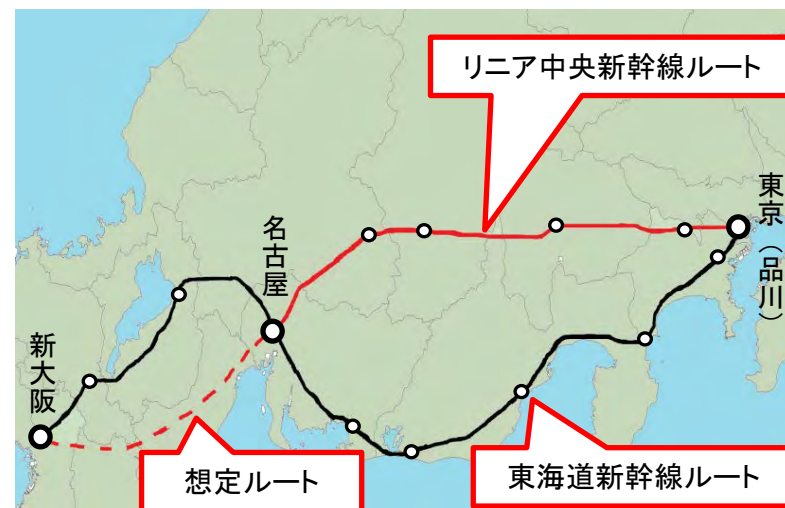 リニア中央新幹線ルート
東京（品川）
名古屋
新大阪
想定ルート
東海道新幹線ルート